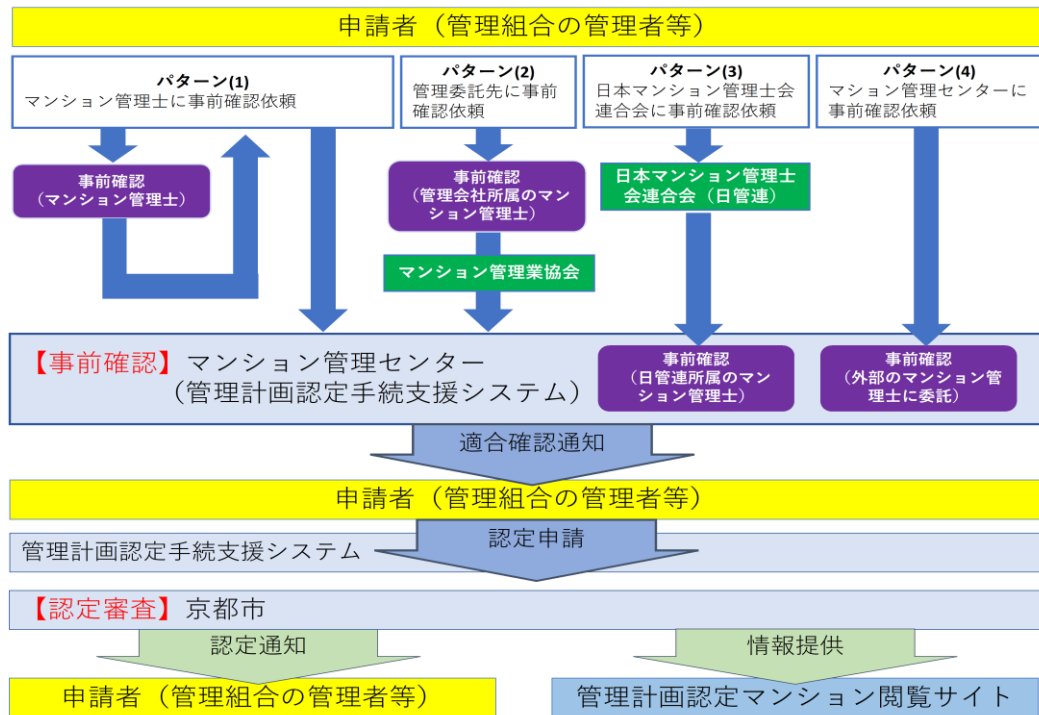 申請者（管理組合の管理者等）
パターン(1)
マンション管理士に事前確認依頼
パターン(2)
管理委託先に事前
確認依頼
パターン(3)
日本マンション管理士会
連合会に事前確認依頼
パターン(4)
マション管理センターに
事前確認依頼
事前確認
（マンション管理士）
事前確認
（管理会社所属のマン
ション管理士）
マンション管理業協会
日本マンション管理士
会連合会（日管連）
【事前確認】マンション管理センター
（管理計画認定手続支援システム）
事前確認
（日管連所属のマン
ション管理士）
事前確認
（外部のマンション管
理士に委託）
適合確認通知
申請者（管理組合の管理者等）
認定申請
管理計画認定手続支援システム
【認定審査】京都市
認定通知
情報提供
申請者（管理組合の管理者等）
管理計画認定マンション閲覧サイト